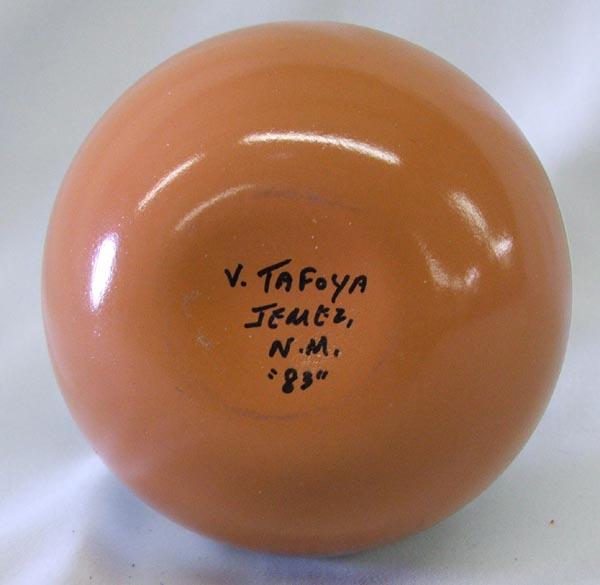 V. TAFOYA
JEMEZ,
N.M.
"83"